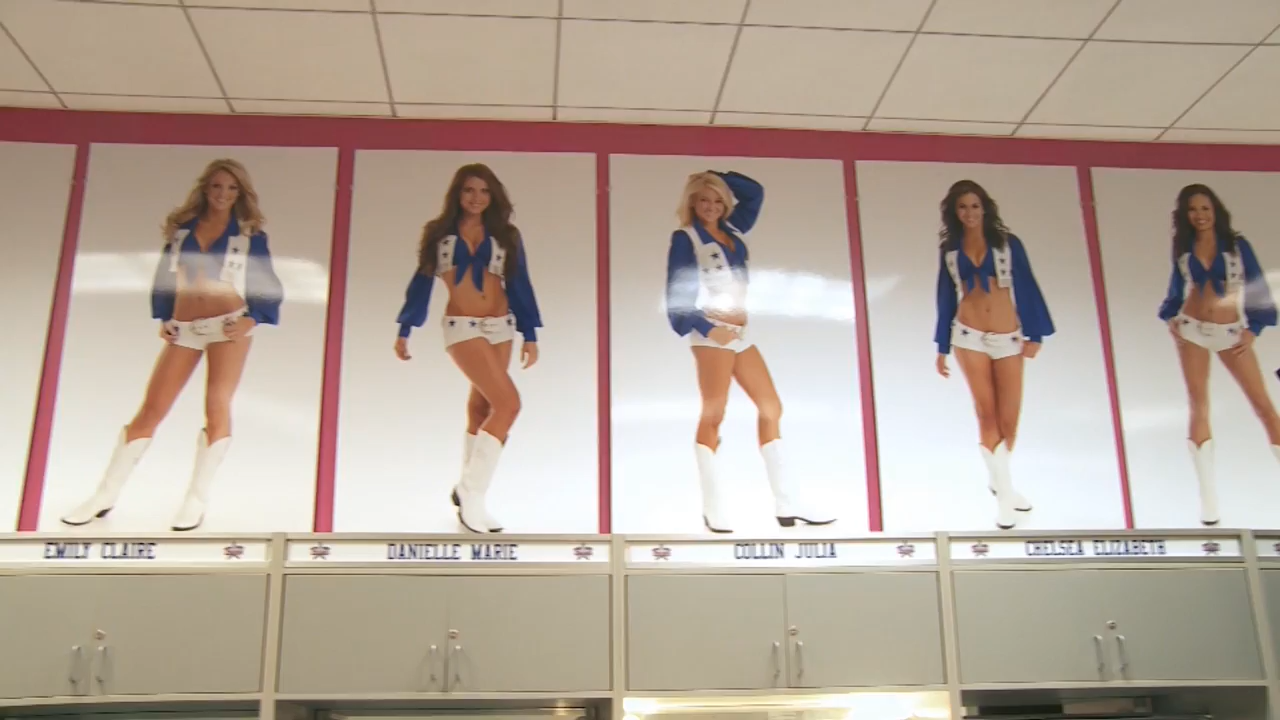 EMILY CLAIRE
DANIELLE MARIE
COLLIN JULIA
CHELSEA ELIZABETH